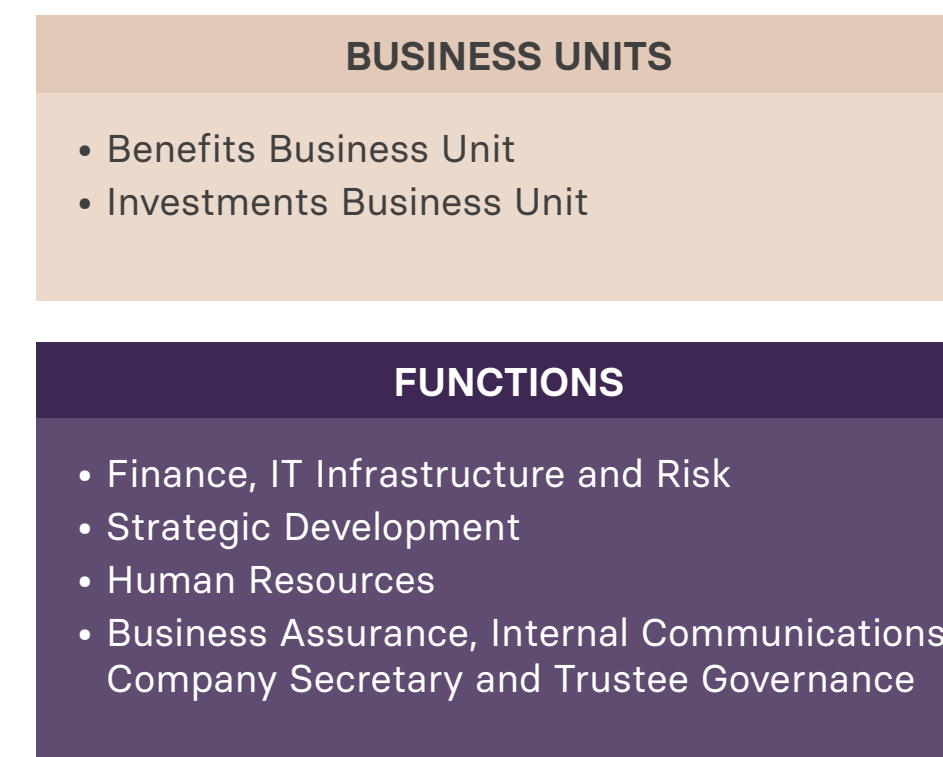 BUSINESS UNITS
• Benefits Business Unit
• Investments Business Unit
FUNCTIONS
• Finance, IT Infrastructure and Risk
• Strategic Development
• Human Resources
• Business Assurance, Internal Communications
Company Secretary and Trustee Governance